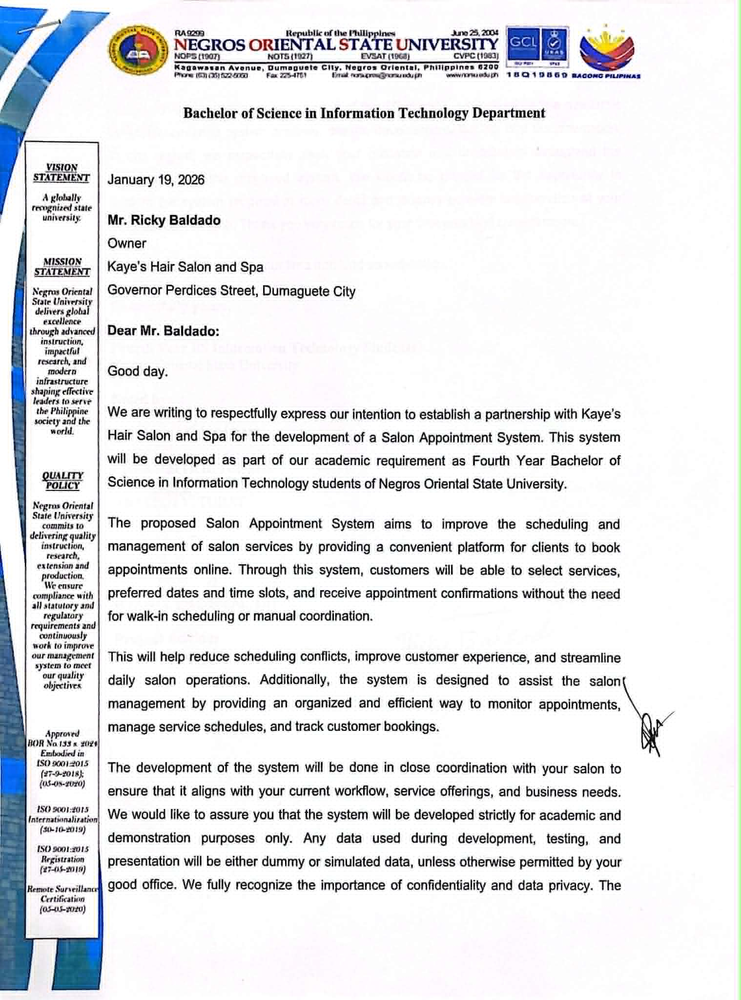 RA 9299 Republic of the Philippines June 25, 2004
NEGROS ORIENTAL STATE UNIVERSITY
NOPS (1907) NOTS (1927) EVSAT (1968) CVPC (1983)
Kagawasan Avenue, Dumaguete City, Negros Oriental, Philippines 6200
Phone: (63) (35) 522-5050 Fax: 225-4751 Email: norsupres@norsu.edu.ph www.norsu.edu.ph
GCL
UKAS
18Q19869
BAGONG PILIPINAS
Bachelor of Science in Information Technology Department
VISION
STATEMENT
A globally
recognized state
university.
MISSION
STATEMENT
Negros Oriental
State University
delivers global
excellence
through advanced
instruction,
impactful
research, and
modern
infrastructure
shaping effective
leaders to serve
the Philippine
society and the
world.
QUALITY
POLICY
Negros Oriental
State University
commits to
delivering quality
instruction,
research,
extension and
production.
We ensure
compliance with
all statutory and
regulatory
requirements and
continuously
work to improve
our management
system to meet
our quality
objectives.
Approved
BOR No. 133 s. 2024
Embodied in
ISO 9001:2015
(27-9-2018);
(05-08-2020)
ISO 9001:2015
Internationalization
(30-10-2019)
ISO 9001:2015
Registration
(27-05-2019)
Remote Surveillance
Certification
(05-05-2020)
January 19, 2026
Mr. Ricky Baldado
Owner
Kaye's Hair Salon and Spa
Governor Perdices Street, Dumaguete City
Dear Mr. Baldado:
Good day.
We are writing to respectfully express our intention to establish a partnership with Kaye's
Hair Salon and Spa for the development of a Salon Appointment System. This system
will be developed as part of our academic requirement as Fourth Year Bachelor of
Science in Information Technology students of Negros Oriental State University.
The proposed Salon Appointment System aims to improve the scheduling and
management of salon services by providing a convenient platform for clients to book
appointments online. Through this system, customers will be able to select services,
preferred dates and time slots, and receive appointment confirmations without the need
for walk-in scheduling or manual coordination.
This will help reduce scheduling conflicts, improve customer experience, and streamline
daily salon operations. Additionally, the system is designed to assist the salon
management by providing an organized and efficient way to monitor appointments,
manage service schedules, and track customer bookings.
The development of the system will be done in close coordination with your salon to
ensure that it aligns with your current workflow, service offerings, and business needs.
We would like to assure you that the system will be developed strictly for academic and
demonstration purposes only. Any data used during development, testing, and
presentation will be either dummy or simulated data, unless otherwise permitted by your
good office. We fully recognize the importance of confidentiality and data privacy. The